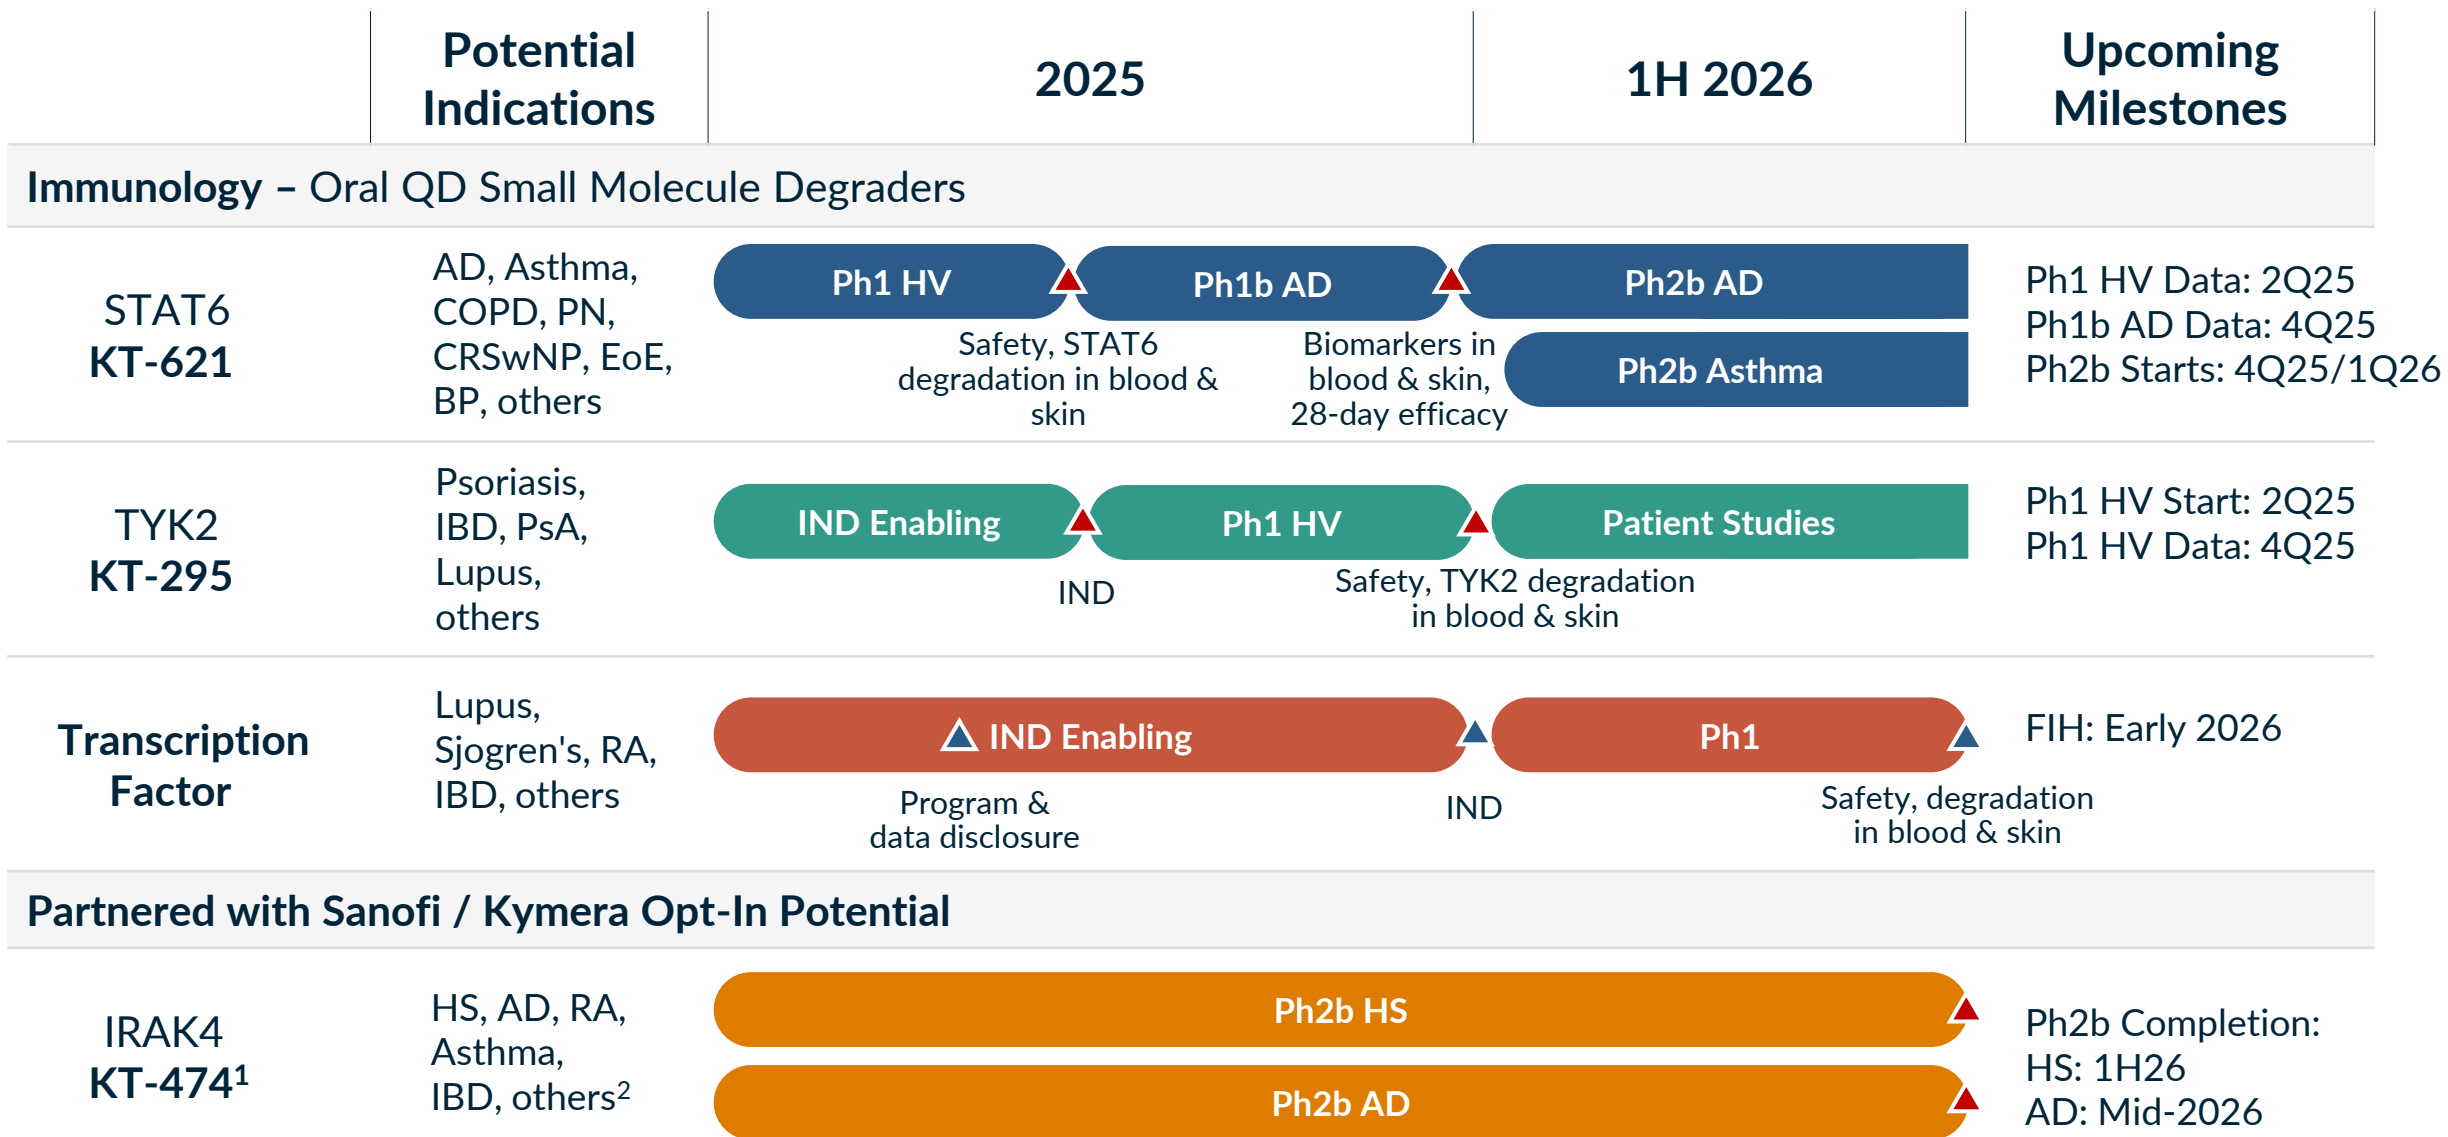 Potential
Indications
2025
1H 2026
Upcoming
Milestones
Immunology – Oral QD Small Molecule Degraders
STAT6
KT-621
AD, Asthma,
COPD, PN,
CRSwNP, EoE,
BP, others
Ph1 HV
Ph1b AD
Ph2b AD
Ph2b Asthma
Safety, STAT6
degradation in blood &
skin
Biomarkers in
blood & skin,
28-day efficacy
Ph1 HV Data: 2Q25
Ph1b AD Data: 4Q25
Ph2b Starts: 4Q25/1Q26
TYK2
KT-295
Psoriasis,
IBD, PsA,
Lupus,
others
IND Enabling
Ph1 HV
Patient Studies
IND
Safety, TYK2 degradation
in blood & skin
Ph1 HV Start: 2Q25
Ph1 HV Data: 4Q25
Transcription
Factor
Lupus,
Sjogren's, RA,
IBD, others
IND Enabling
Ph1
Program &
data disclosure
IND
Safety, degradation
in blood & skin
FIH: Early 2026
Partnered with Sanofi / Kymera Opt-In Potential
IRAK4
KT-474¹
HS, AD, RA,
Asthma,
IBD, others²
Ph2b HS
Ph2b AD
Ph2b Completion:
HS: 1H26
AD: Mid-2026